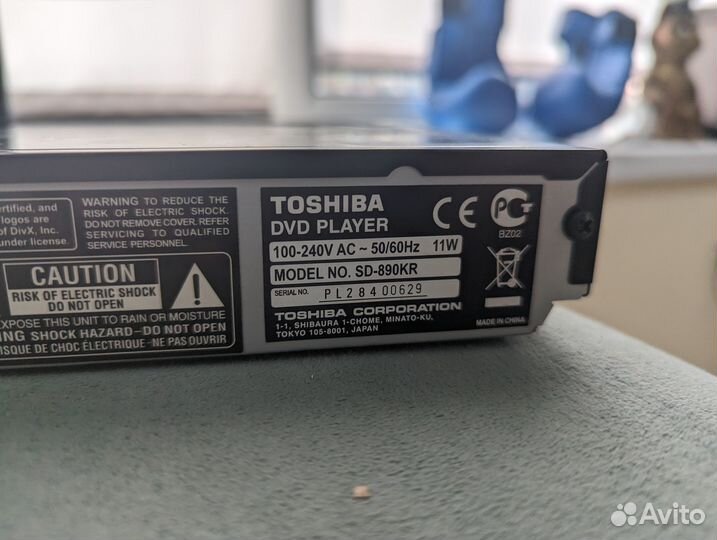 rtified, and
logos are
of DivX, Inc.
under license.
WARNING TO REDUCE THE
RISK OF ELECTRIC SHOCK.
DO NOT REMOVE COVER. REFER
SERVICING TO QUALIFIED
SERVICE PERSONNEL.
CAUTION
RISK OF ELECTRIC SHOCK
DO NOT OPEN
EXPOSE THIS UNIT TO RAIN OR MOISTURE
ING SHOCK HAZARD-DO NOT OPEN
RISQUE DE CHOC ÉLECTRIQUE-NE PAS OUVRIR
TOSHIBA
DVD PLAYER
100-240V AC ~ 50/60Hz 11W
MODEL NO. SD-890KR
SERIAL NO. PL28400629
TOSHIBA CORPORATION
1-1, SHIBAURA 1-CHOME, MINATO-KU,
TOKYO 105-8001, JAPAN
CE
РСТ
BZ02
MADE IN CHINA
Avito